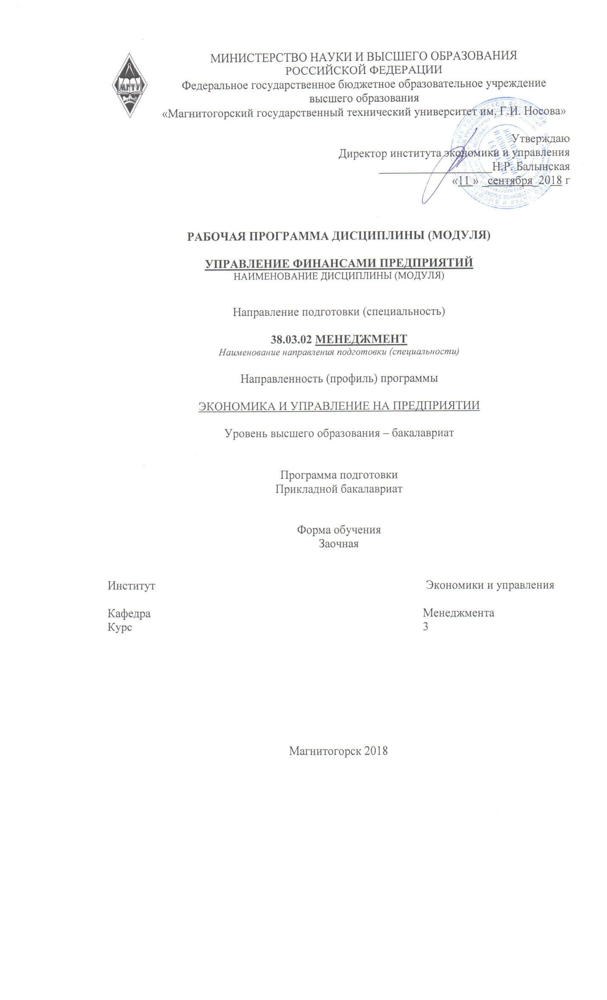 МГТУ
МИНИСТЕРСТВО НАУКИ И ВЫСШЕГО ОБРАЗОВАНИЯ
РОССИЙСКОЙ ФЕДЕРАЦИИ
Федеральное государственное бюджетное образовательное учреждение
высшего образования
«Магнитогорский государственный технический университет им. Г.И. Носова»
Утверждаю
Директор института экономики и управления
___________________Н.Р. Балынская
«11 » _сентября_2018 г
РАБОЧАЯ ПРОГРАММА ДИСЦИПЛИНЫ (МОДУЛЯ)
УПРАВЛЕНИЕ ФИНАНСАМИ ПРЕДПРИЯТИЙ
НАИМЕНОВАНИЕ ДИСЦИПЛИНЫ (МОДУЛЯ)
Направление подготовки (специальность)
38.03.02 МЕНЕДЖМЕНТ
Наименование направления подготовки (специальности)
Направленность (профиль) программы
ЭКОНОМИКА И УПРАВЛЕНИЕ НА ПРЕДПРИЯТИИ
Уровень высшего образования – бакалавриат
Программа подготовки
Прикладной бакалавриат
Форма обучения
Заочная
Институт Экономики и управления
Кафедра Менеджмента
Курс 3
Магнитогорск 2018